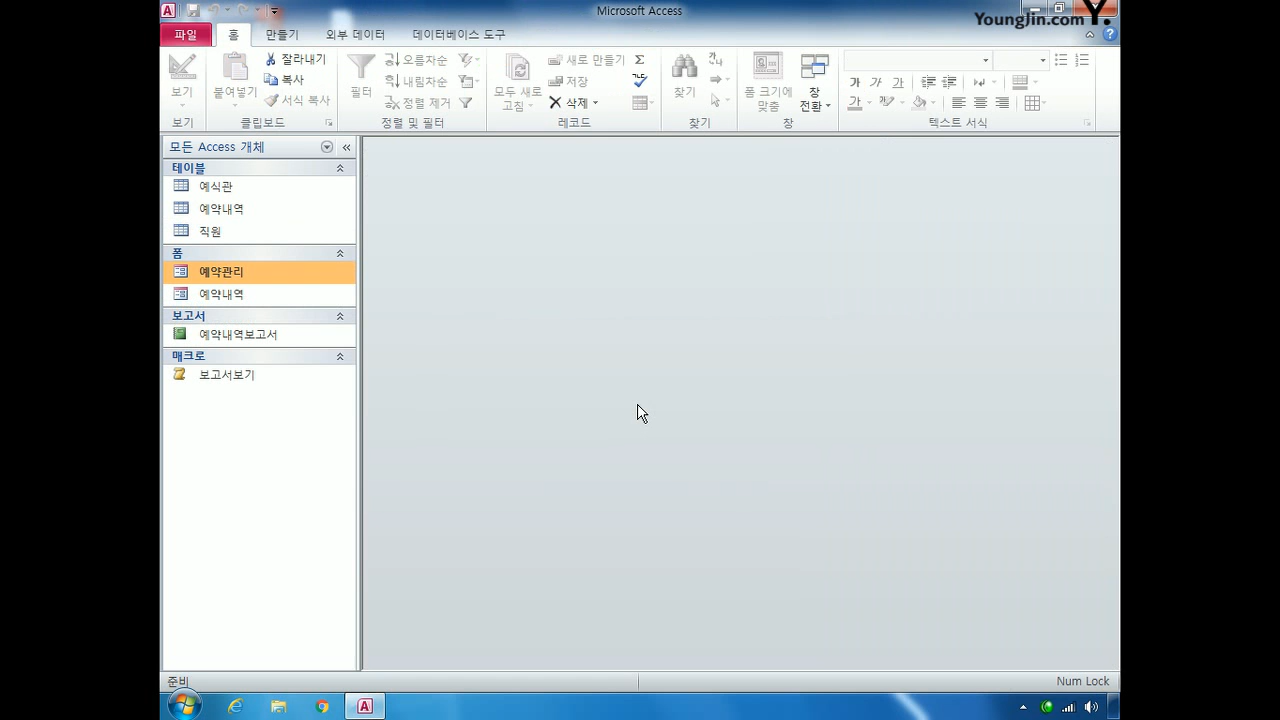 Microsoft Access
YoungJin.com Y.
파일 홈 만들기 외부 데이터 데이터베이스 도구
보기
붙여넣기
잘라내기
복사
서식 복사
필터
오름차순
내림차순
정렬 제거
모두 새로 고침
새로 만들기
저장
삭제
찾기
폼 크기에 맞춤
창 전환
가 가 가
가
보기 클립보드 정렬 및 필터 레코드 찾기 창 텍스트 서식
모든 Access 개체
테이블
예식관
예약내역
직원
폼
예약관리
예약내역
보고서
예약내역보고서
매크로
보고서보기
준비
Num Lock